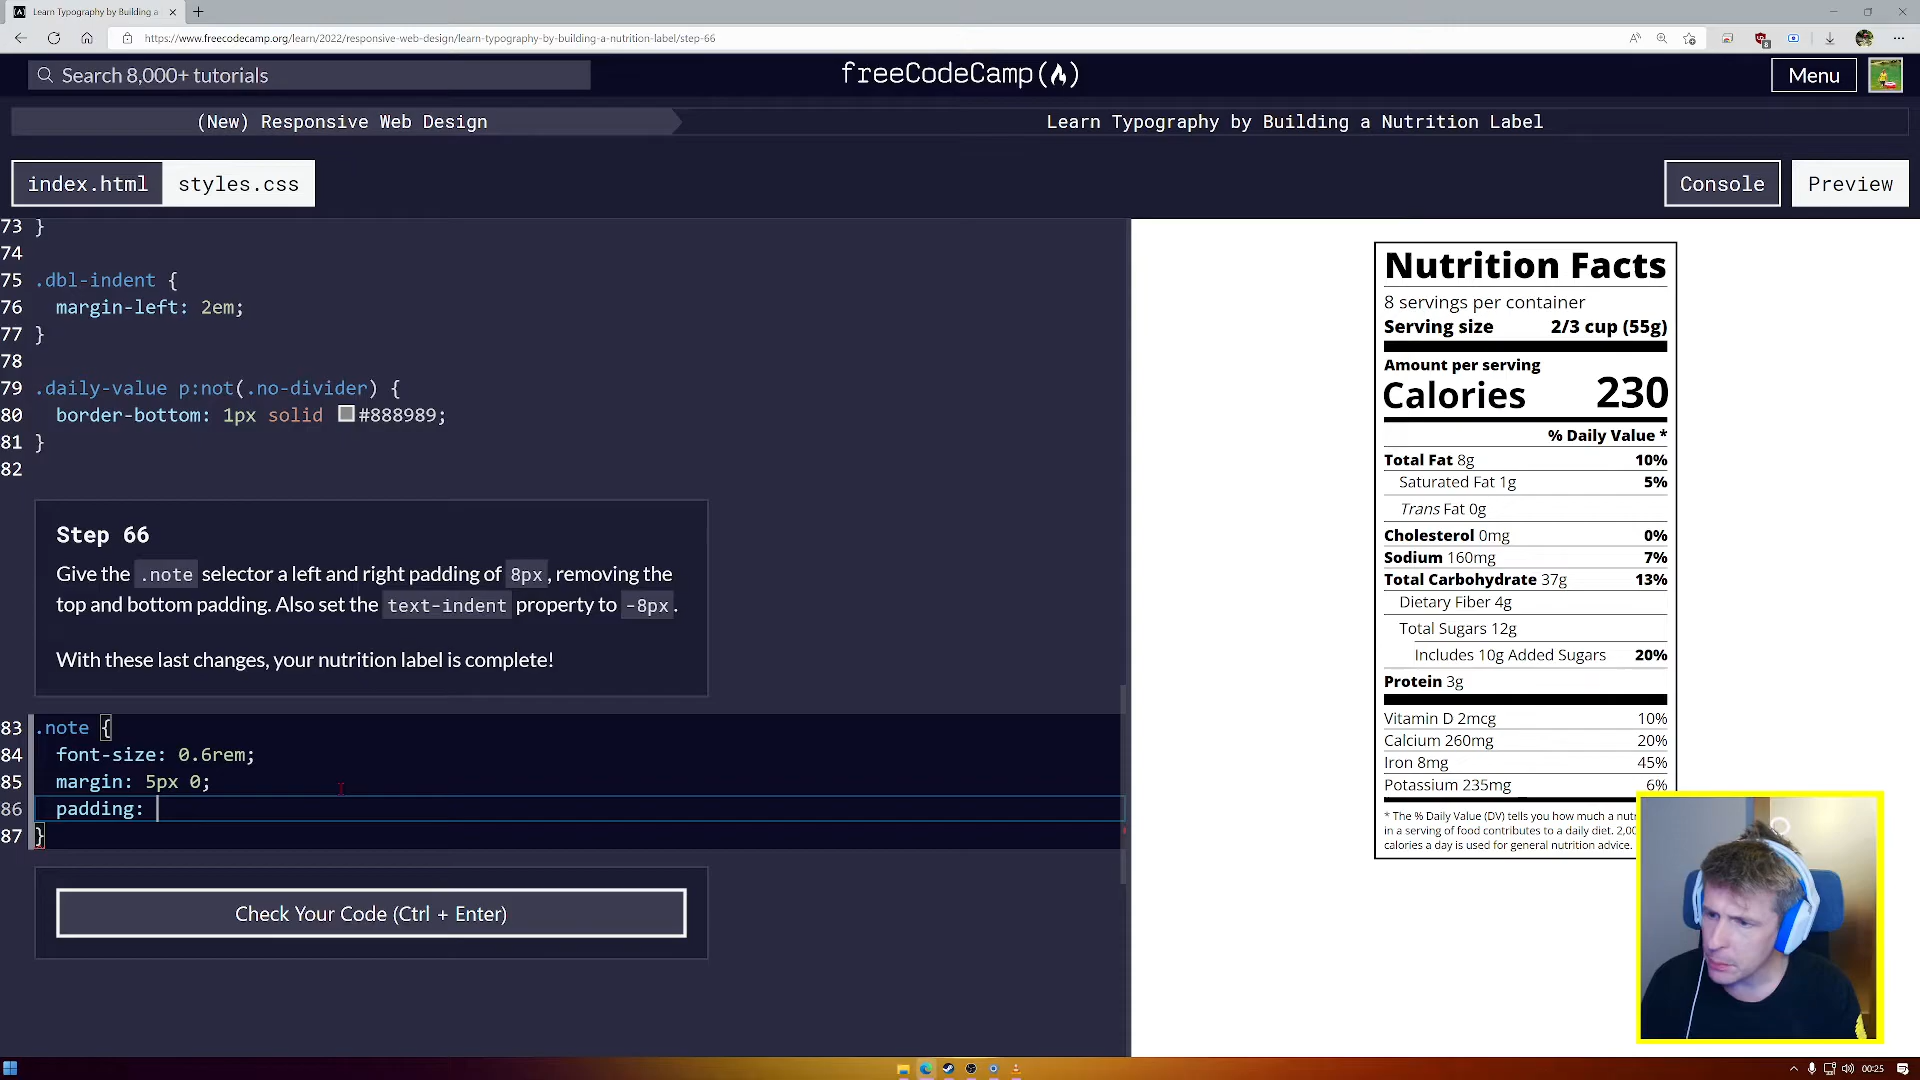 Learn Typography by Building a
https://www.freecodecamp.org/learn/2022/responsive-web-design/learn-typography-by-building-a-nutrition-label/step-66
Search 8,000+ tutorials
freeCodeCamp
Menu
(New) Responsive Web Design
Learn Typography by Building a Nutrition Label
index.html
styles.css
Console
Preview
73 }
74
75 .dbl-indent {
76 margin-left: 2em;
77 }
78
79 .daily-value p:not(.no-divider) {
80 border-bottom: 1px solid #888989;
81 }
82
Step 66
Give the .note selector a left and right padding of 8px, removing the
top and bottom padding. Also set the text-indent property to -8px.
With these last changes, your nutrition label is complete!
83 .note {
84 font-size: 0.6rem;
85 margin: 5px 0;
86 padding:
87 }
Check Your Code (Ctrl + Enter)
Nutrition Facts
8 servings per container
Serving size 2/3 cup (55g)
Amount per serving
Calories 230
% Daily Value *
Total Fat 8g 10%
Saturated Fat 1g 5%
Trans Fat 0g
Cholesterol 0mg 0%
Sodium 160mg 7%
Total Carbohydrate 37g 13%
Dietary Fiber 4g
Total Sugars 12g
Includes 10g Added Sugars 20%
Protein 3g
Vitamin D 2mcg 10%
Calcium 260mg 20%
Iron 8mg 45%
Potassium 235mg 6%
* The % Daily Value (DV) tells you how much a
in a serving of food contributes to a daily diet.
calories a day is used for general nutrition advice.
00:25